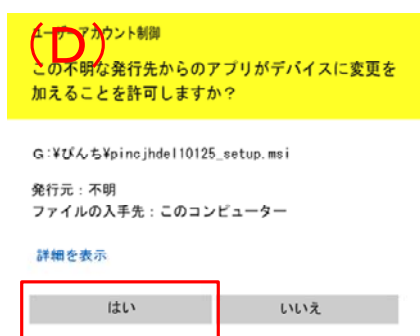 (D)
ユーザーアカウント制御
この不明な発行先からのアプリがデバイスに変更を
加えることを許可しますか？
G:¥ぴんち¥pincjhdel10125_setup.msi
発行元：不明
ファイルの入手先：このコンピューター
詳細を表示
はい
いいえ